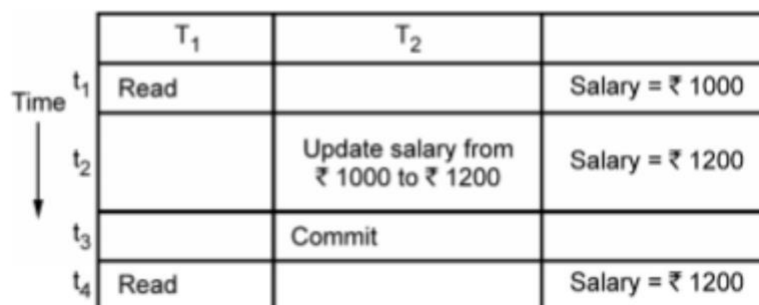 T1 T2
t1 Read Salary = ₹ 1000
Time
t2 Update salary from
₹ 1000 to ₹ 1200 Salary = ₹ 1200
t3 Commit
t4 Read Salary = ₹ 1200